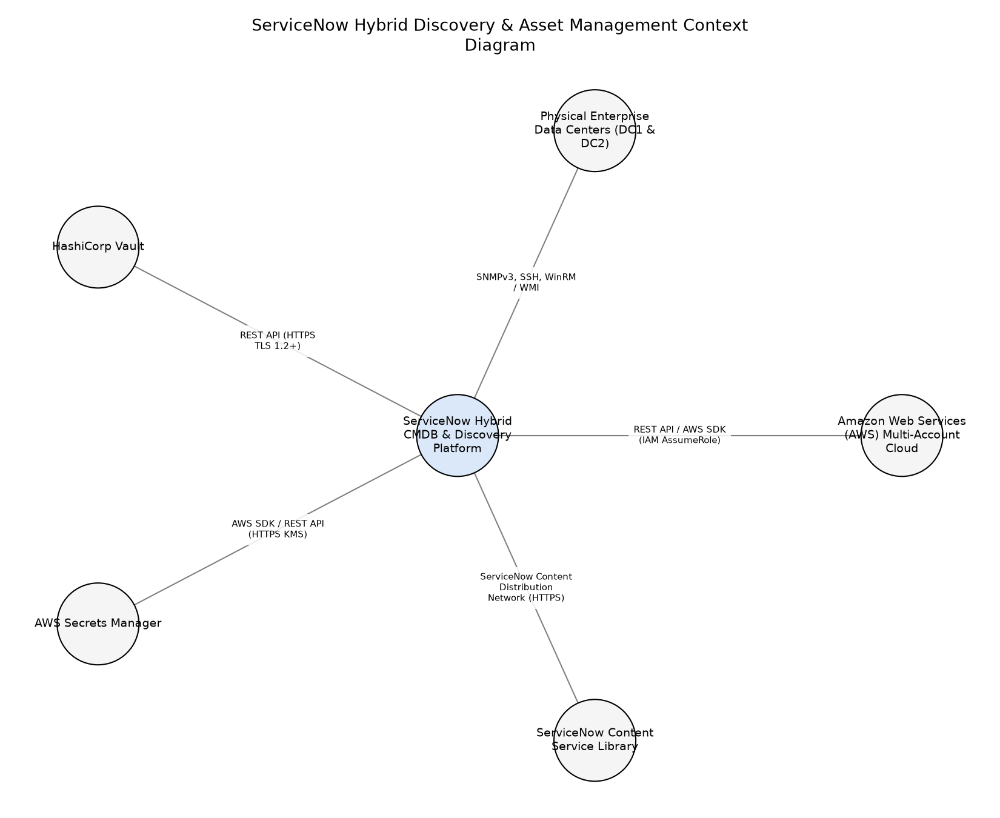 ServiceNow Hybrid Discovery & Asset Management Context
Diagram
Physical Enterprise
Data Centers (DC1 &
DC2)
HashiCorp Vault
SNMPv3, SSH, WinRM
/ WMI
REST API (HTTPS
TLS 1.2+)
ServiceNow Hybrid
CMDB & Discovery
Platform
REST API / AWS SDK
(IAM AssumeRole)
Amazon Web Services
(AWS) Multi-Account
Cloud
AWS SDK / REST API
(HTTPS KMS)
ServiceNow Content
Distribution
Network (HTTPS)
AWS Secrets Manager
ServiceNow Content
Service Library